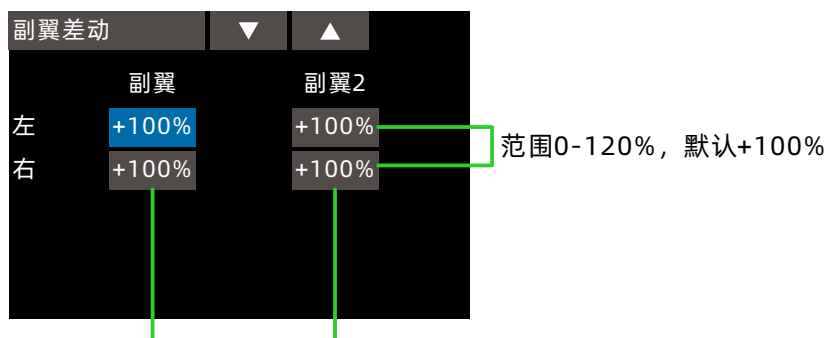 副翼差动 ▼ ▲
副翼 副翼2
左 +100% +100%
右 +100% +100%
范围0-120%，默认+100%